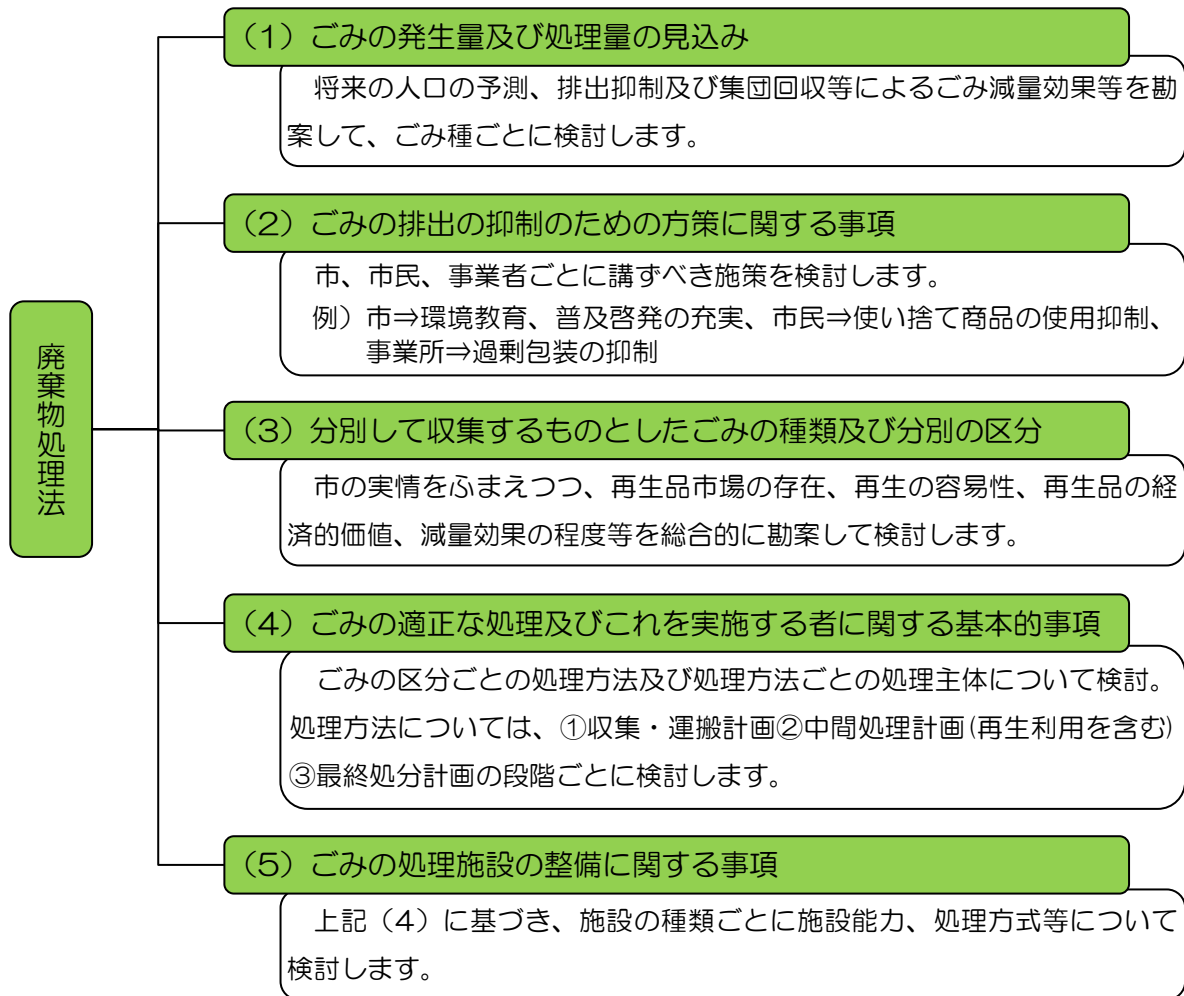 廃棄物処理法
(1)ごみの発生量及び処理量の見込み
将来の人口の予測、排出抑制及び集団回収等によるごみ減量効果等を勘
案して、ごみ種ごとに検討します。
(2)ごみの排出の抑制のための方策に関する事項
市、市民、事業者ごとに講ずべき施策を検討します。
例)市⇒環境教育、普及啓発の充実、市民⇒使い捨て商品の使用抑制、
事業所⇒過剰包装の抑制
(3)分別して収集するものとしたごみの種類及び分別の区分
市の実情をふまえつつ、再生品市場の存在、再生の容易性、再生品の経
済的価値、減量効果の程度等を総合的に勘案して検討します。
(4)ごみの適正な処理及びこれを実施する者に関する基本的事項
ごみの区分ごとの処理方法及び処理方法ごとの処理主体について検討。
処理方法については、①収集・運搬計画②中間処理計画(再生利用を含む)
③最終処分計画の段階ごとに検討します。
(5)ごみの処理施設の整備に関する事項
上記(4)に基づき、施設の種類ごとに施設能力、処理方式等について
検討します。